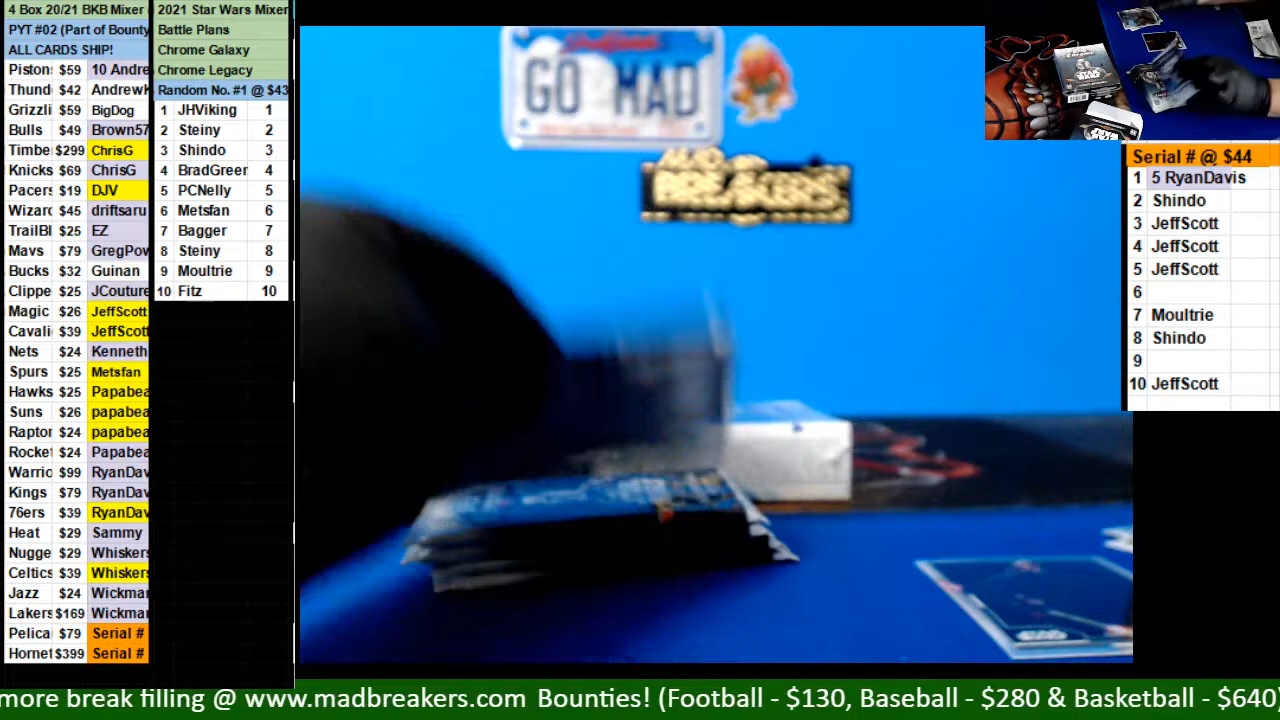 4 Box 20/21 BKB Mixer
PYT #02 (Part of Bounty
ALL CARDS SHIP!
Piston $59 10 Andre
Thund $42 AndrewK
Grizzli $59 BigDog
Bulls $49 Brown57
Timbe $299 ChrisG
Knicks $69 ChrisG
Pacers $19 DJV
Wizard $45 driftsaru
TrailBl $25 EZ
Mavs $79 GregPow
Bucks $32 Guinan
Clippe $25 JCouture
Magic $26 JeffScott
Cavali $39 JeffScott
Nets $24 Kenneth
Spurs $25 Metsfan
Hawks $25 Papabea
Suns $26 papabea
Raptor $24 papabea
Rocket $24 Papabea
Warrio $99 RyanDav
Kings $79 RyanDav
76ers $39 RyanDav
Heat $29 Sammy
Nugge $29 Whiskers
Celtics $39 Whiskers
Jazz $24 Wickmar
Lakers $169 Wickmar
Pelica $79 Serial #
Hornet $399 Serial #
2021 Star Wars Mixer
Battle Plans
Chrome Galaxy
Chrome Legacy
Random No. #1 @ $43
1 JHViking 1
2 Steiny 2
3 Shindo 3
4 BradGreer 4
5 PCNelly 5
6 Metsfan 6
7 Bagger 7
8 Steiny 8
9 Moultrie 9
10 Fitz 10
GO MAD
MAD
BREAKERS
STAR WARS
Serial # @ $44
1 5 RyanDavis
2 Shindo
3 JeffScott
4 JeffScott
5 JeffScott
6
7 Moultrie
8 Shindo
9
10 JeffScott
more break filling @ www.madbreakers.com Bounties! (Football - $130, Baseball - $280 & Basketball - $640)